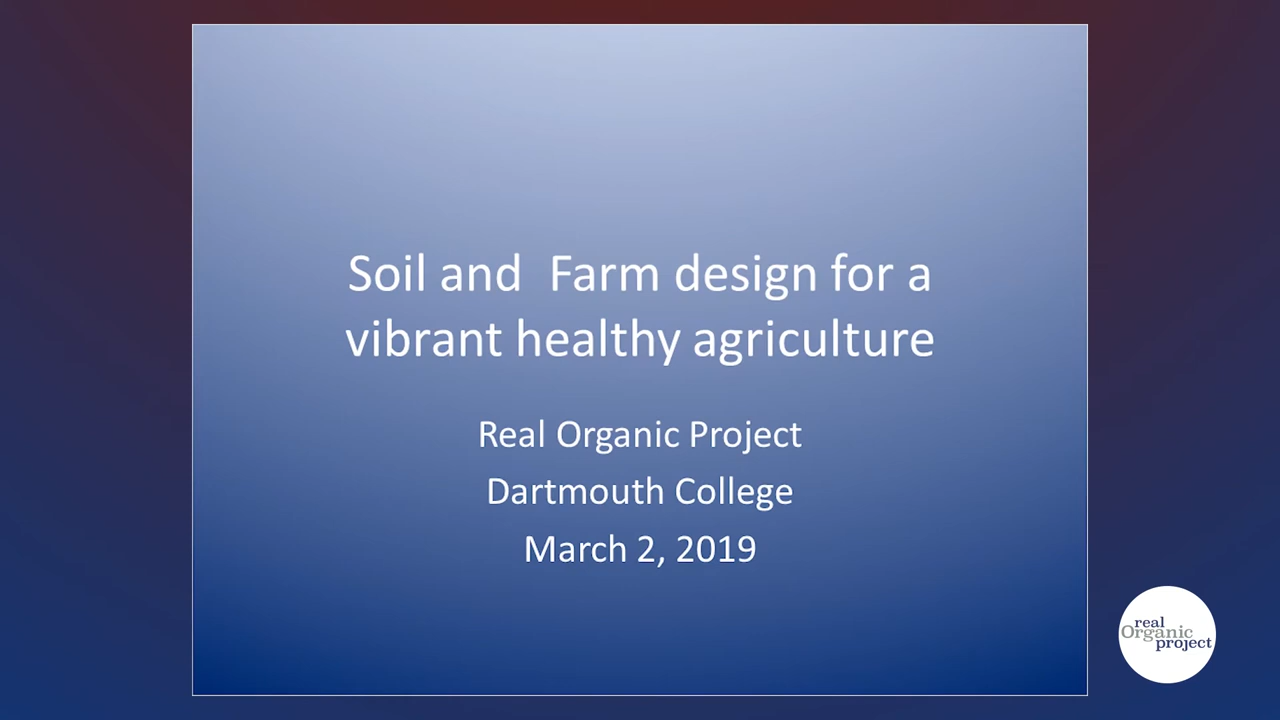 Soil and  Farm design for a
vibrant healthy agriculture
Real Organic Project
Dartmouth College
March 2, 2019
real
Organic
project